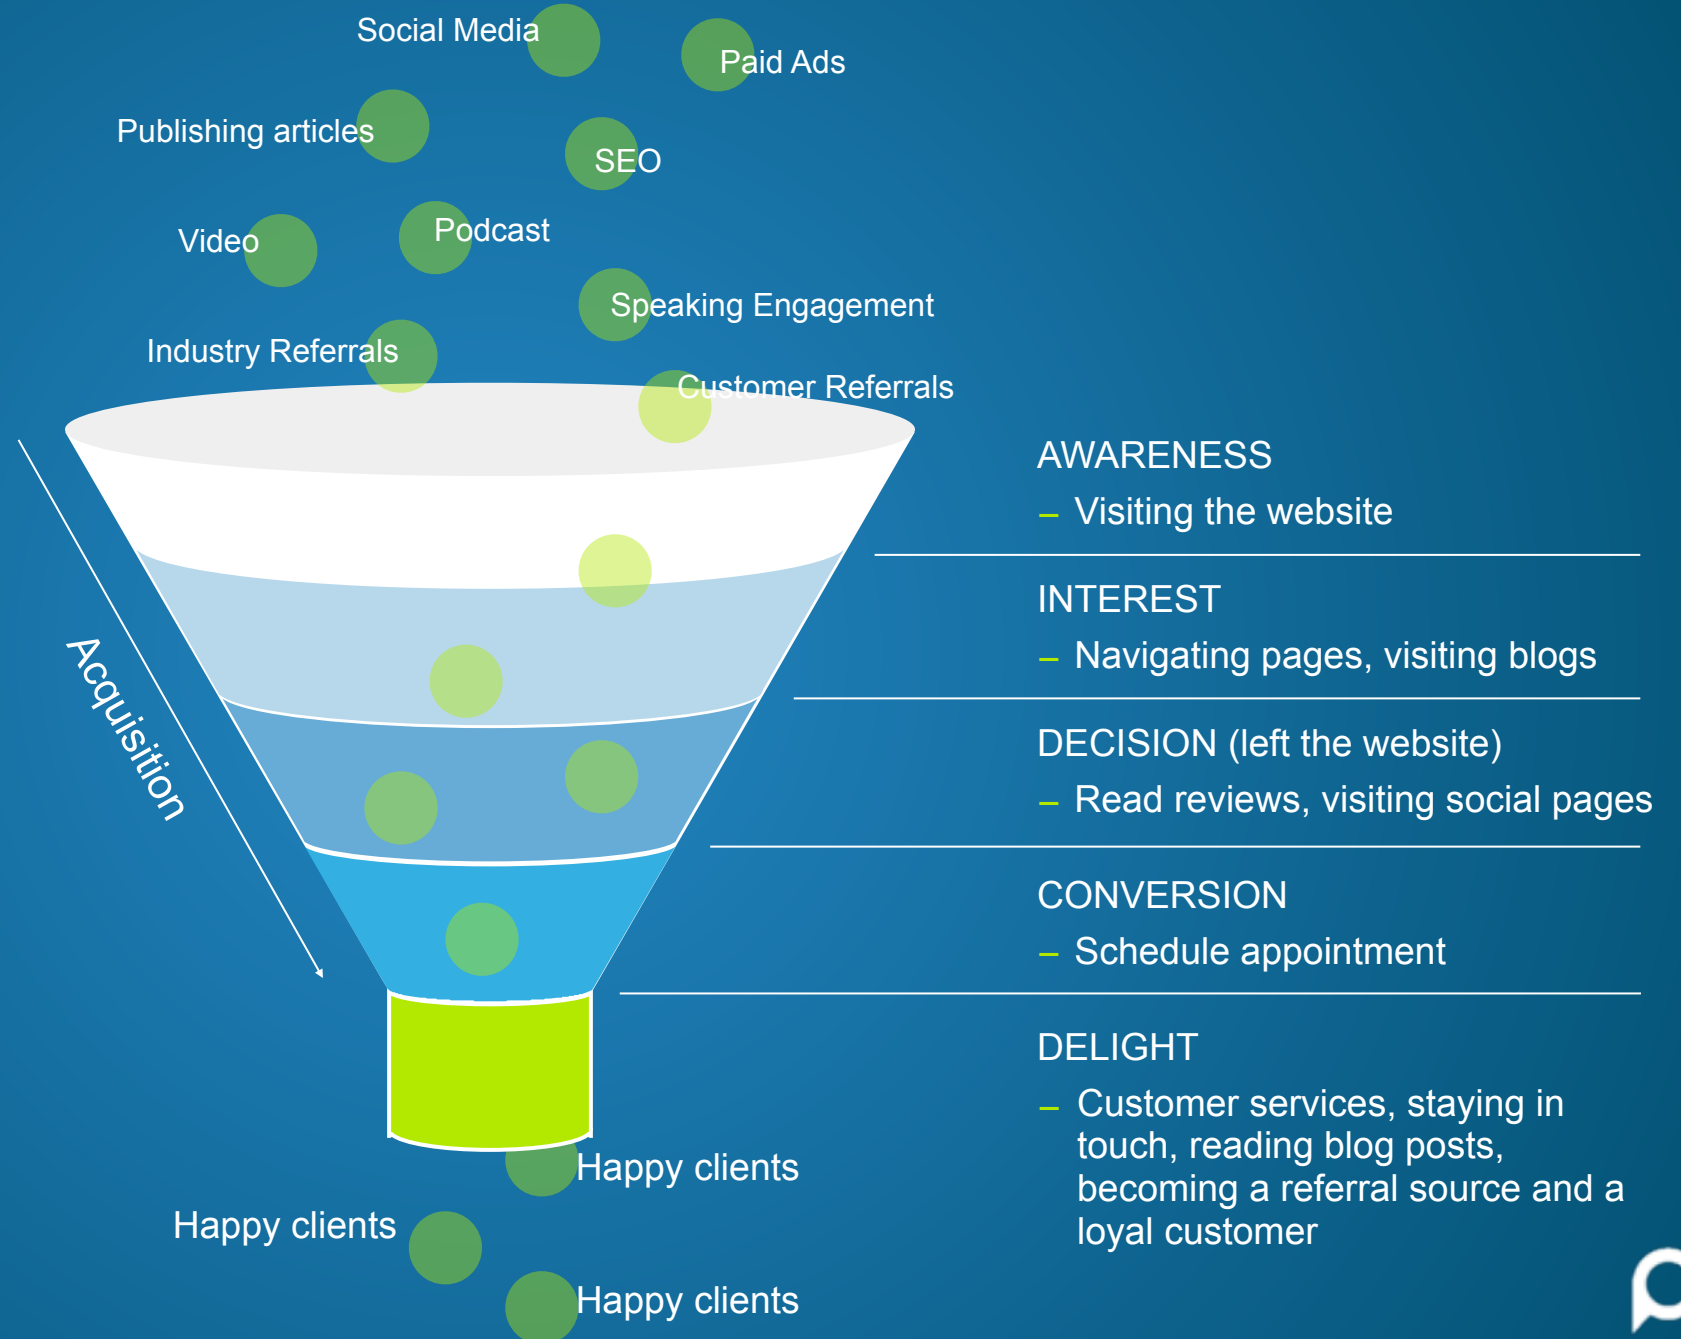 Social Media
Paid Ads
Publishing articles
SEO
Video
Podcast
Speaking Engagement
Industry Referrals
Customer Referrals
Acquisition
AWARENESS
– Visiting the website
INTEREST
– Navigating pages, visiting blogs
DECISION (left the website)
– Read reviews, visiting social pages
CONVERSION
– Schedule appointment
DELIGHT
– Customer services, staying in
touch, reading blog posts,
becoming a referral source and a
loyal customer
Happy clients
Happy clients
Happy clients